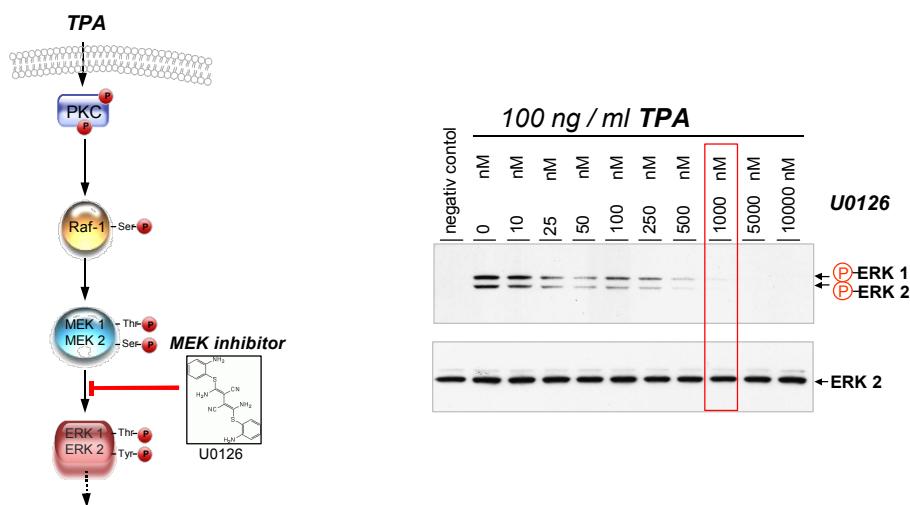 TPA
P
PKC
P
Raf-1
Ser
P
MEK 1
MEK 2
Thr
P
Ser
P
MEK inhibitor
NH₂
S
CN
H₂N
NC
NH₂
S
H₂N
U0126
ERK 1
ERK 2
Thr
P
Tyr
P
100 ng / ml TPA
negativ contol
0 nM
10 nM
25 nM
50 nM
100 nM
250 nM
500 nM
1000 nM
5000 nM
10000 nM
U0126
P ERK 1
P ERK 2
ERK 2